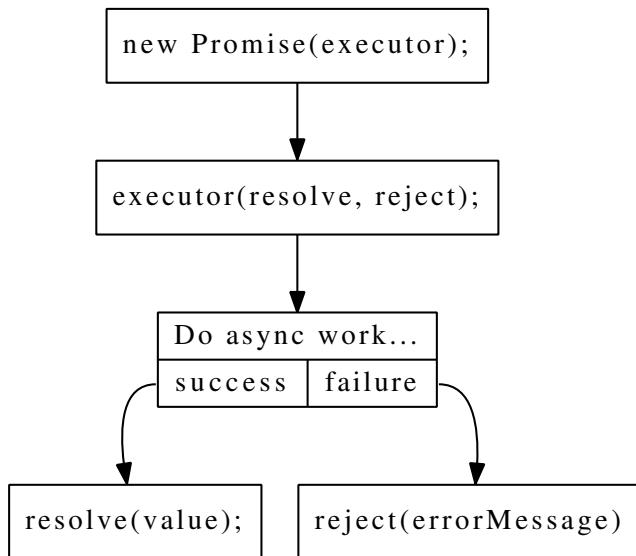 new Promise(executor);
executor(resolve, reject);
Do async work...
success failure
resolve(value); reject(errorMessage)